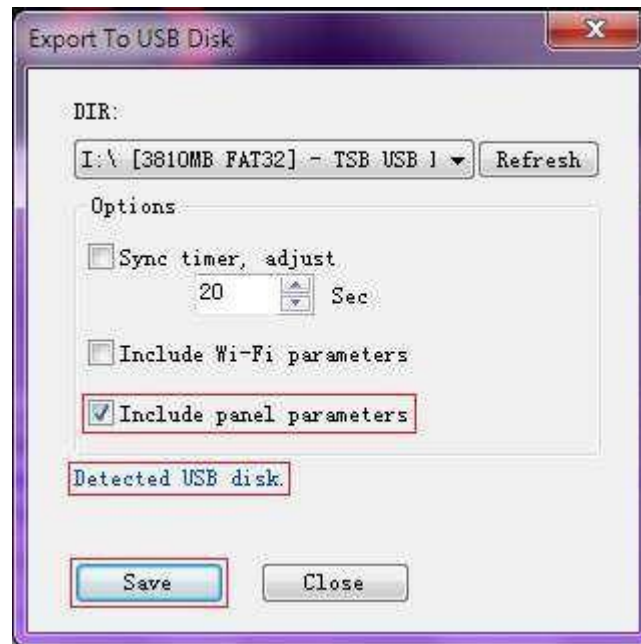 Export To USB Disk
DIR:
I:\ [3810MB FAT32] - TSB USB
Refresh
Options
Sync timer, adjust
20 Sec
Include Wi-Fi parameters
Include panel parameters
Detected USB disk.
Save Close